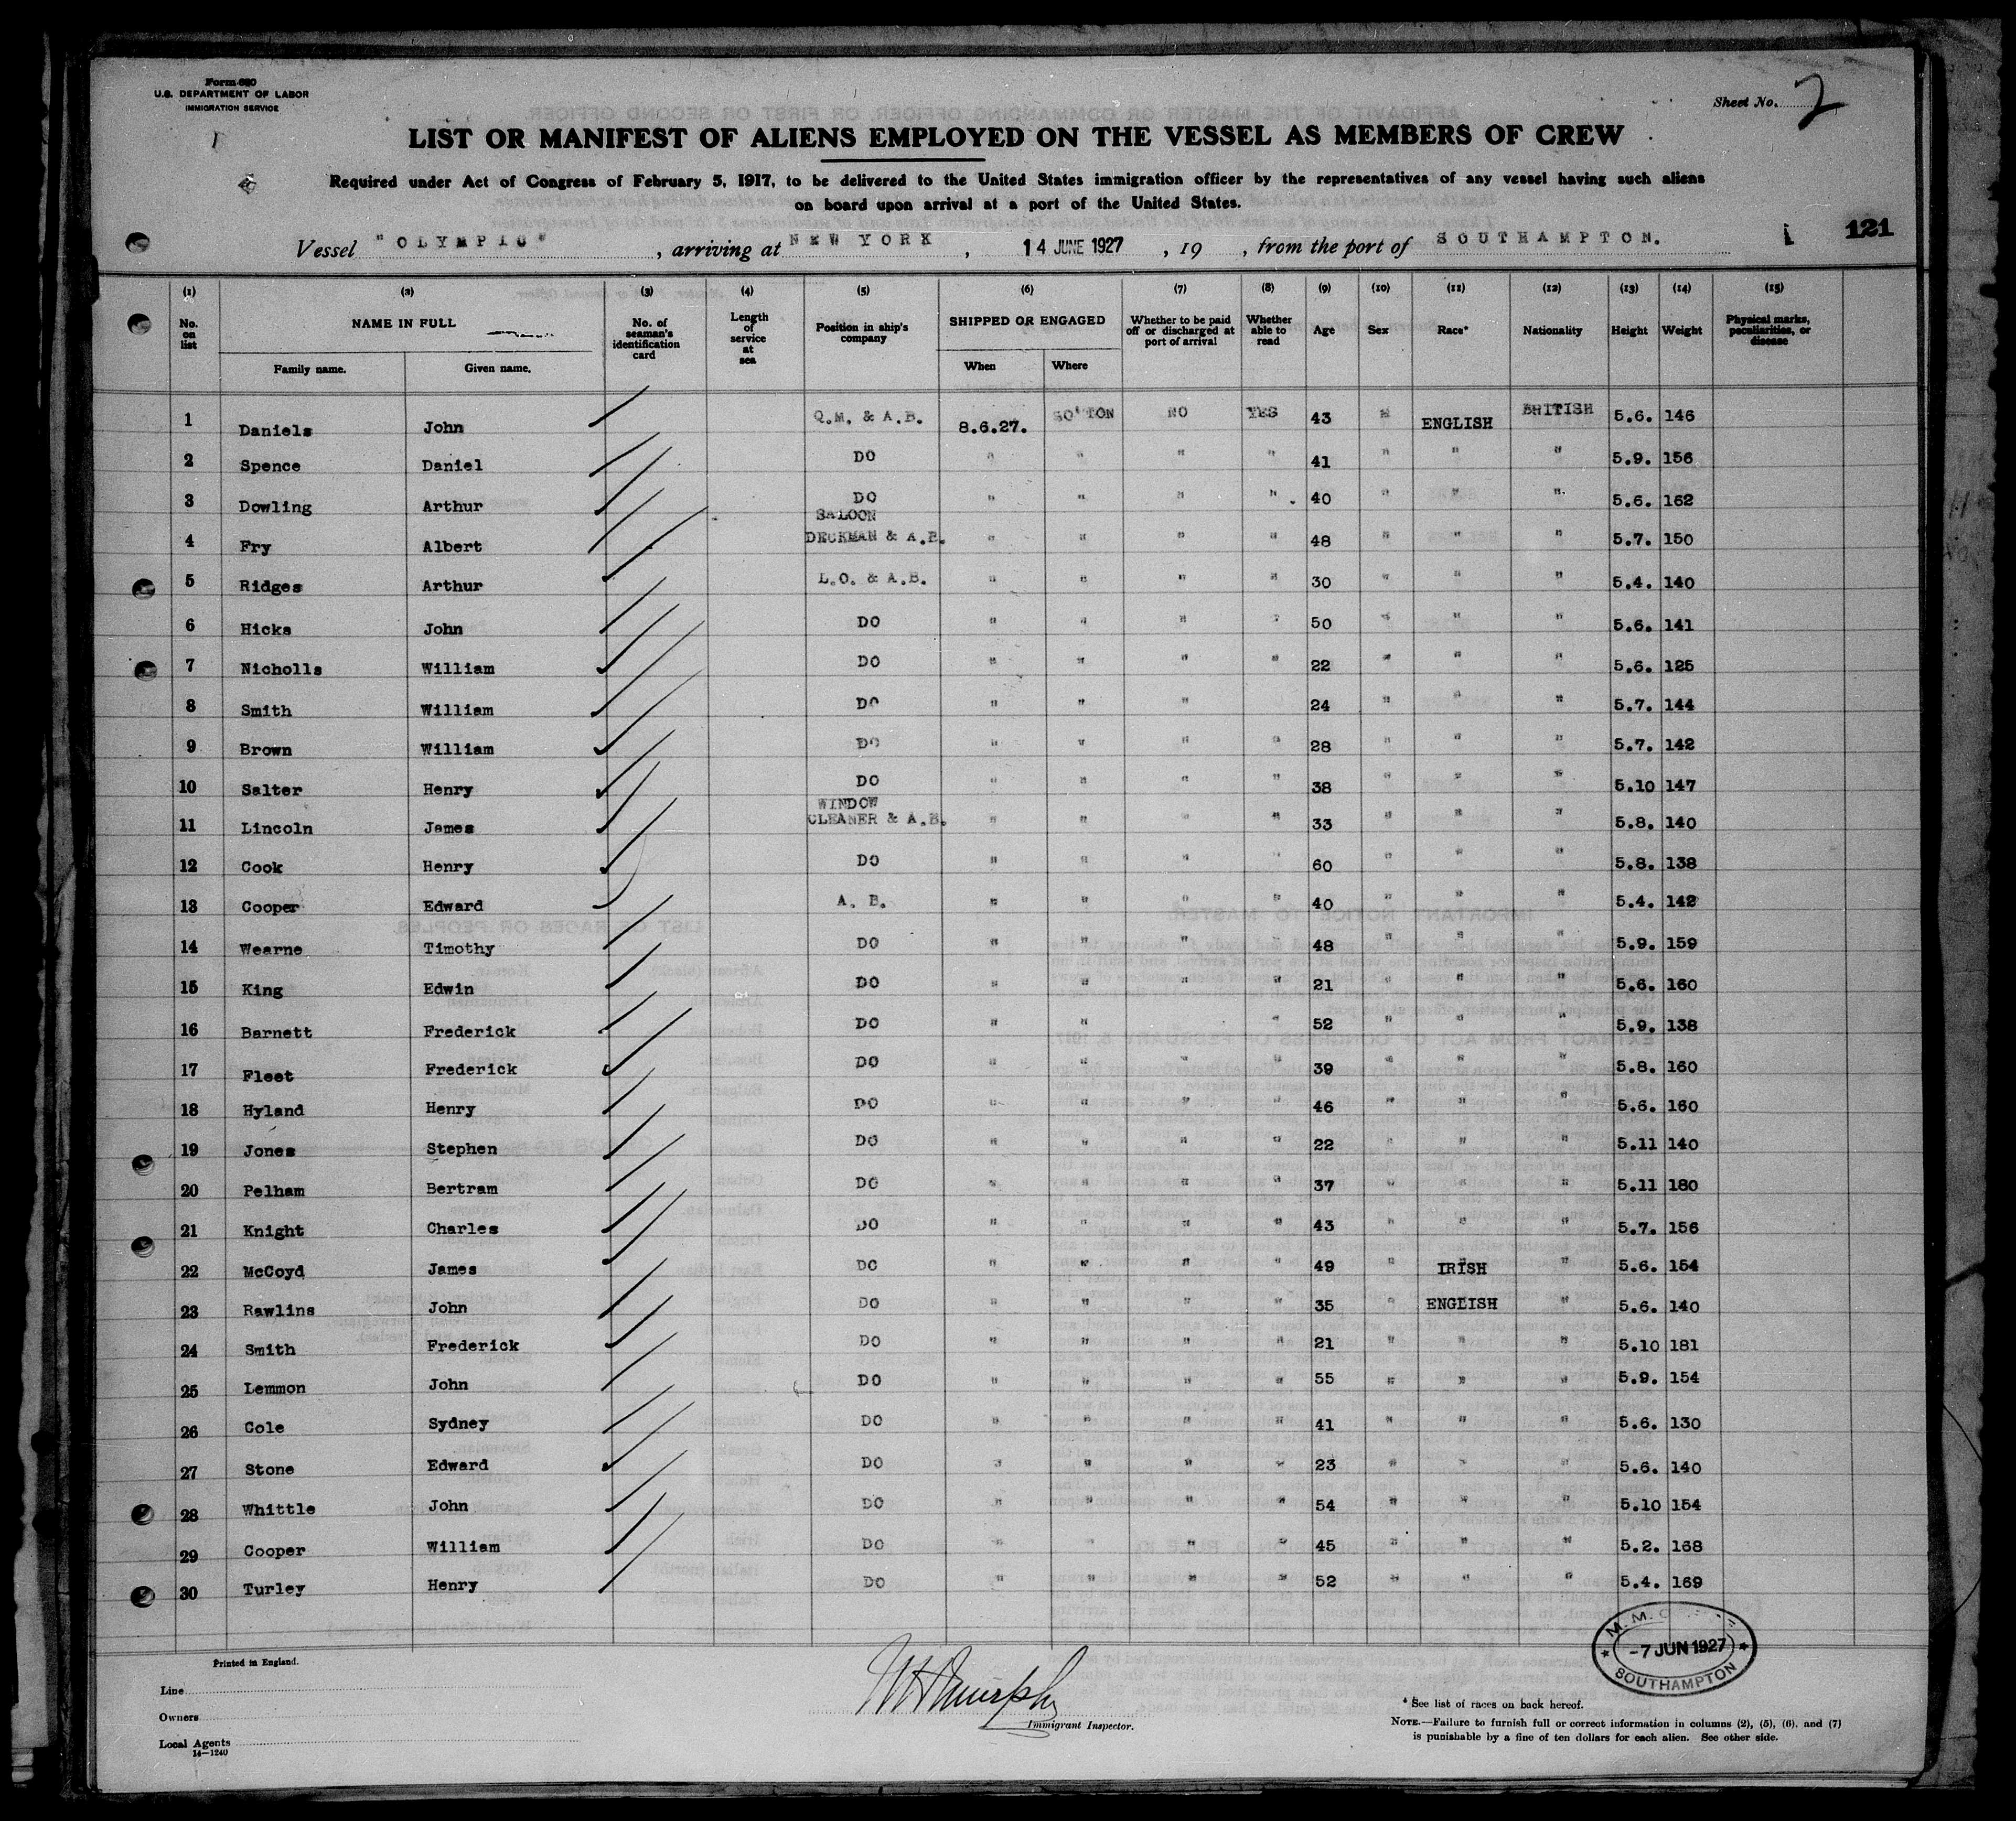 Form 680
U.S. DEPARTMENT OF LABOR
IMMIGRATION SERVICE
Sheet No. 2
LIST OR MANIFEST OF ALIENS EMPLOYED ON THE VESSEL AS MEMBERS OF CREW
Required under Act of Congress of February 5, 1917, to be delivered to the United States immigration officer by the representatives of any vessel having such aliens
on board upon arrival at a port of the United States.
121
Vessel "OLYMPIC", arriving at NEW YORK, 14 JUNE 1927, 19 , from the port of SOUTHAMPTON.
(1) (2) (3) (4) (5) (6) (7) (8) (9) (10) (11) (12) (13) (14) (15)
No. on list NAME IN FULL No. of seaman's identification card Length of service at sea Position in ship's company SHIPPED OR ENGAGED Whether to be paid off or discharged at port of arrival Whether able to read Age Sex Race* Nationality Height Weight Physical marks, peculiarities, or disease
Family name. Given name. When Where
1 Daniels John Q.M. & A.B. 8.6.27. SO'TON NO YES 43 M ENGLISH BRITISH 5.6. 146
2 Spence Daniel DO " " " " 41 " " " 5.9. 156
3 Dowling Arthur DO " " " " 40 " " " 5.6. 162
4 Fry Albert SALOON DECKMAN & A.B. " " " " 48 " " " 5.7. 150
5 Ridges Arthur L.O. & A.B. " " " " 30 " " " 5.4. 140
6 Hicks John DO " " " " 50 " " " 5.6. 141
7 Nicholls William DO " " " " 22 " " " 5.6. 125
8 Smith William DO " " " 24 " " " 5.7. 144
9 Brown William DO " " " " 28 " " " 5.7. 142
10 Salter Henry DO " " " " 38 " " " 5.10 147
11 Lincoln James WINDOW CLEANER & A.B. " " " " 33 " " " 5.8. 140
12 Cook Henry DO " " " 60 " " " 5.8. 138
13 Cooper Edward A. B. " " " " 40 " " " 5.4. 142
14 Wearne Timothy DO " " " " 48 " " " 5.9. 159
15 King Edwin DO " " " " 21 " " " 5.6. 160
16 Barnett Frederick DO " " " 52 " " " 5.9. 138
17 Fleet Frederick DO " " " " 39 " " " 5.8. 160
18 Hyland Henry DO " " " " 46 " " " 5.6. 160
19 Jones Stephen DO " " " " 22 " " " 5.11 140
20 Pelham Bertram DO " " " " 37 " " " 5.11 180
21 Knight Charles DO " " " " 43 " " " 5.7. 156
22 McCoyd James DO " " " " 49 " IRISH " 5.6. 154
23 Rawlins John DO " " " " 35 " ENGLISH " 5.6. 140
24 Smith Frederick DO " " " " 21 " " " 5.10 181
25 Lemmon John DO " " " " 55 " " " 5.9. 154
26 Cole Sydney DO " " " " 41 " " " 5.6. 130
27 Stone Edward DO " " " " 23 " " " 5.6. 140
28 Whittle John DO " " " " 54 " " " 5.10 154
29 Cooper William DO " " " " 45 " " " 5.2. 168
30 Turley Henry DO " " " " 52 " " " 5.4. 169
M.M.O.
-7 JUN 1927
SOUTHAMPTON
Printed in England.
Line
Owners
Local Agents
14—1240
Murphy
Immigrant Inspector.
* See list of races on back hereof.
NOTE.—Failure to furnish full or correct information in columns (2), (5), (6), and (7)
is punishable by a fine of ten dollars for each alien. See other side.